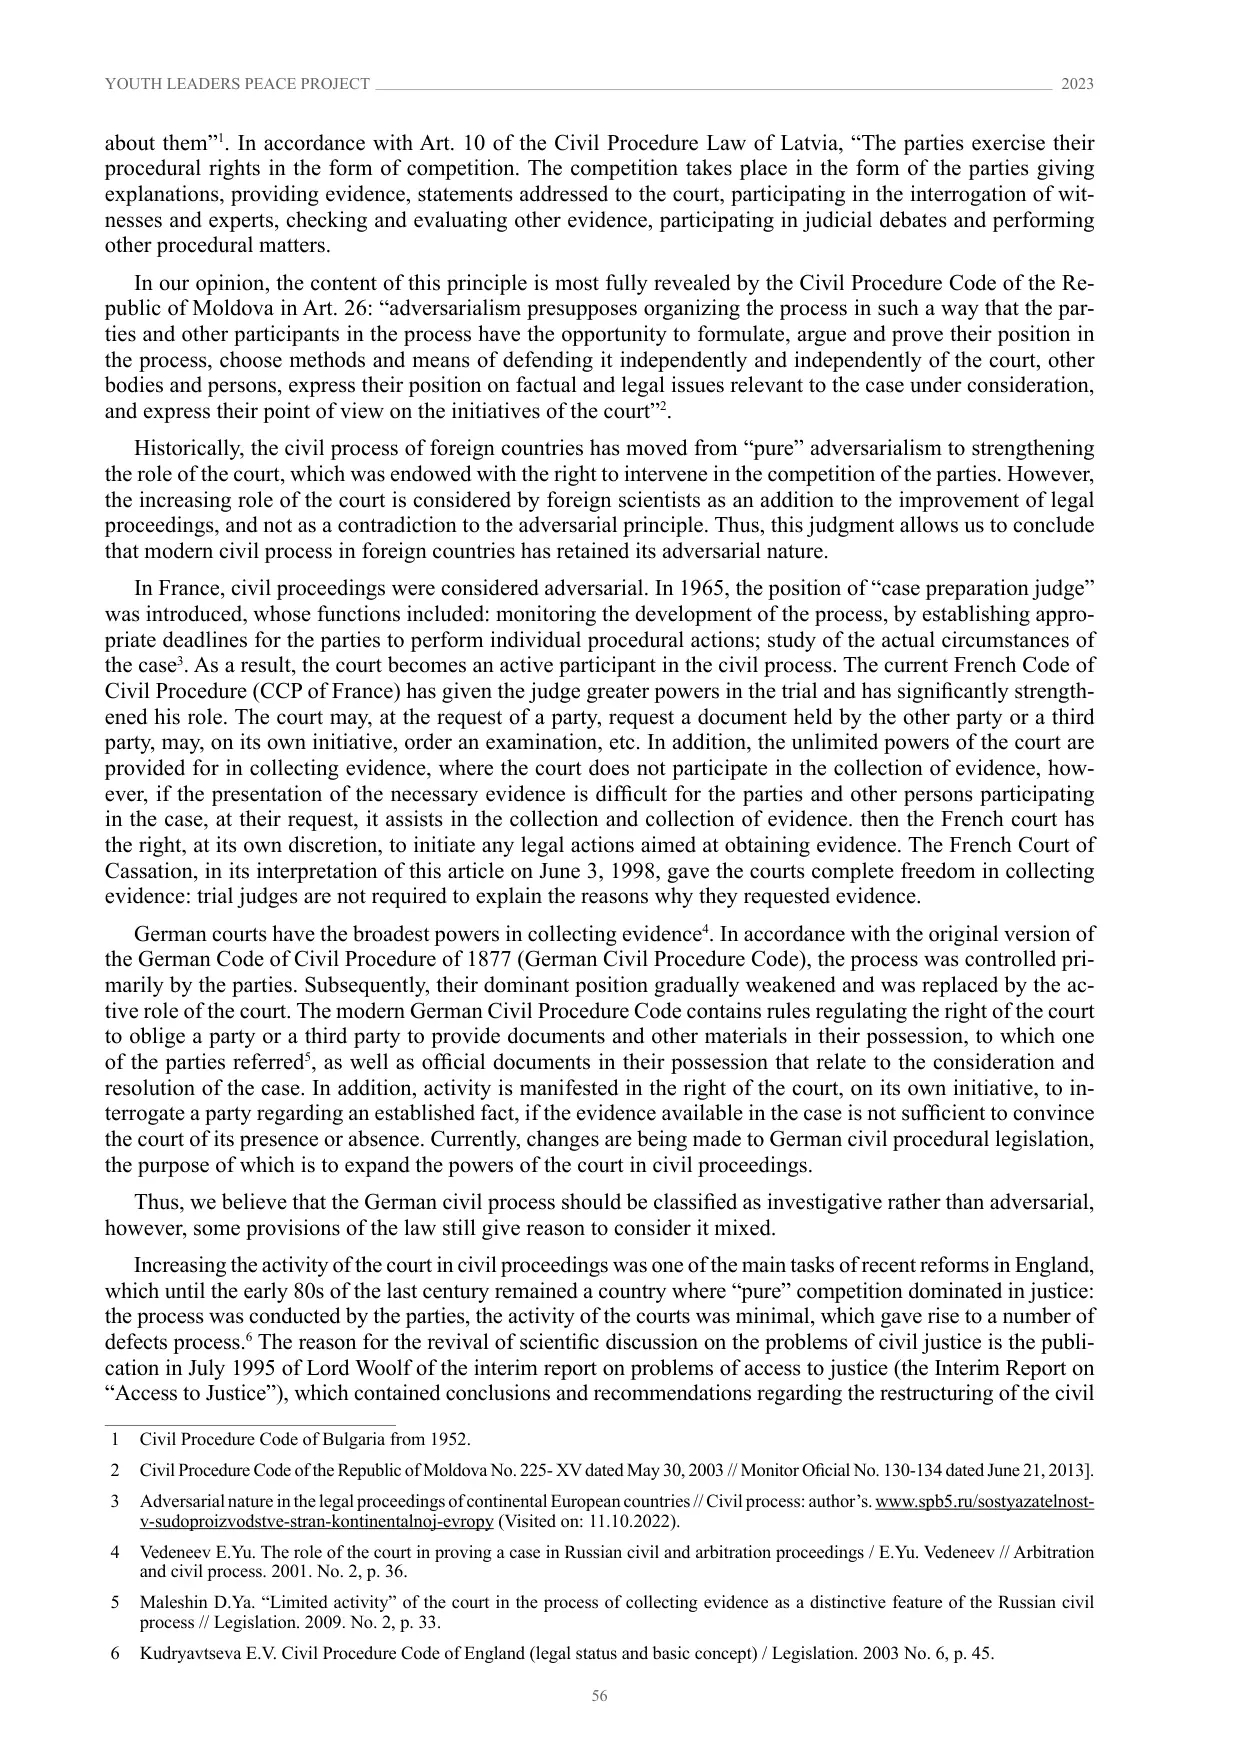 YOUTH LEADERS PEACE PROJECT 2023
about them”1. In accordance with Art. 10 of the Civil Procedure Law of Latvia, “The parties exercise their
procedural rights in the form of competition. The competition takes place in the form of the parties giving
explanations, providing evidence, statements addressed to the court, participating in the interrogation of wit-
nesses and experts, checking and evaluating other evidence, participating in judicial debates and performing
other procedural matters.
In our opinion, the content of this principle is most fully revealed by the Civil Procedure Code of the Re-
public of Moldova in Art. 26: “adversarialism presupposes organizing the process in such a way that the par-
ties and other participants in the process have the opportunity to formulate, argue and prove their position in
the process, choose methods and means of defending it independently and independently of the court, other
bodies and persons, express their position on factual and legal issues relevant to the case under consideration,
and express their point of view on the initiatives of the court”2.
Historically, the civil process of foreign countries has moved from “pure” adversarialism to strengthening
the role of the court, which was endowed with the right to intervene in the competition of the parties. However,
the increasing role of the court is considered by foreign scientists as an addition to the improvement of legal
proceedings, and not as a contradiction to the adversarial principle. Thus, this judgment allows us to conclude
that modern civil process in foreign countries has retained its adversarial nature.
In France, civil proceedings were considered adversarial. In 1965, the position of “case preparation judge”
was introduced, whose functions included: monitoring the development of the process, by establishing appro-
priate deadlines for the parties to perform individual procedural actions; study of the actual circumstances of
the case3. As a result, the court becomes an active participant in the civil process. The current French Code of
Civil Procedure (CCP of France) has given the judge greater powers in the trial and has significantly strength-
ened his role. The court may, at the request of a party, request a document held by the other party or a third
party, may, on its own initiative, order an examination, etc. In addition, the unlimited powers of the court are
provided for in collecting evidence, where the court does not participate in the collection of evidence, how-
ever, if the presentation of the necessary evidence is difficult for the parties and other persons participating
in the case, at their request, it assists in the collection and collection of evidence. then the French court has
the right, at its own discretion, to initiate any legal actions aimed at obtaining evidence. The French Court of
Cassation, in its interpretation of this article on June 3, 1998, gave the courts complete freedom in collecting
evidence: trial judges are not required to explain the reasons why they requested evidence.
German courts have the broadest powers in collecting evidence4. In accordance with the original version of
the German Code of Civil Procedure of 1877 (German Civil Procedure Code), the process was controlled pri-
marily by the parties. Subsequently, their dominant position gradually weakened and was replaced by the ac-
tive role of the court. The modern German Civil Procedure Code contains rules regulating the right of the court
to oblige a party or a third party to provide documents and other materials in their possession, to which one
of the parties referred5, as well as official documents in their possession that relate to the consideration and
resolution of the case. In addition, activity is manifested in the right of the court, on its own initiative, to in-
terrogate a party regarding an established fact, if the evidence available in the case is not sufficient to convince
the court of its presence or absence. Currently, changes are being made to German civil procedural legislation,
the purpose of which is to expand the powers of the court in civil proceedings.
Thus, we believe that the German civil process should be classified as investigative rather than adversarial,
however, some provisions of the law still give reason to consider it mixed.
Increasing the activity of the court in civil proceedings was one of the main tasks of recent reforms in England,
which until the early 80s of the last century remained a country where “pure” competition dominated in justice:
the process was conducted by the parties, the activity of the courts was minimal, which gave rise to a number of
defects process.6 The reason for the revival of scientific discussion on the problems of civil justice is the publi-
cation in July 1995 of Lord Woolf of the interim report on problems of access to justice (the Interim Report on
“Access to Justice”), which contained conclusions and recommendations regarding the restructuring of the civil
1 Civil Procedure Code of Bulgaria from 1952.
2 Civil Procedure Code of the Republic of Moldova No. 225- XV dated May 30, 2003 // Monitor Oficial No. 130-134 dated June 21, 2013].
3 Adversarial nature in the legal proceedings of continental European countries // Civil process: author’s. www.spb5.ru/sostyazatelnost-
v-sudoproizvodstve-stran-kontinentalnoj-evropy (Visited on: 11.10.2022).
4 Vedeneev E.Yu. The role of the court in proving a case in Russian civil and arbitration proceedings / E.Yu. Vedeneev // Arbitration
and civil process. 2001. No. 2, p. 36.
5 Maleshin D.Ya. “Limited activity” of the court in the process of collecting evidence as a distinctive feature of the Russian civil
process // Legislation. 2009. No. 2, p. 33.
6 Kudryavtseva E.V. Civil Procedure Code of England (legal status and basic concept) / Legislation. 2003 No. 6, p. 45.
56